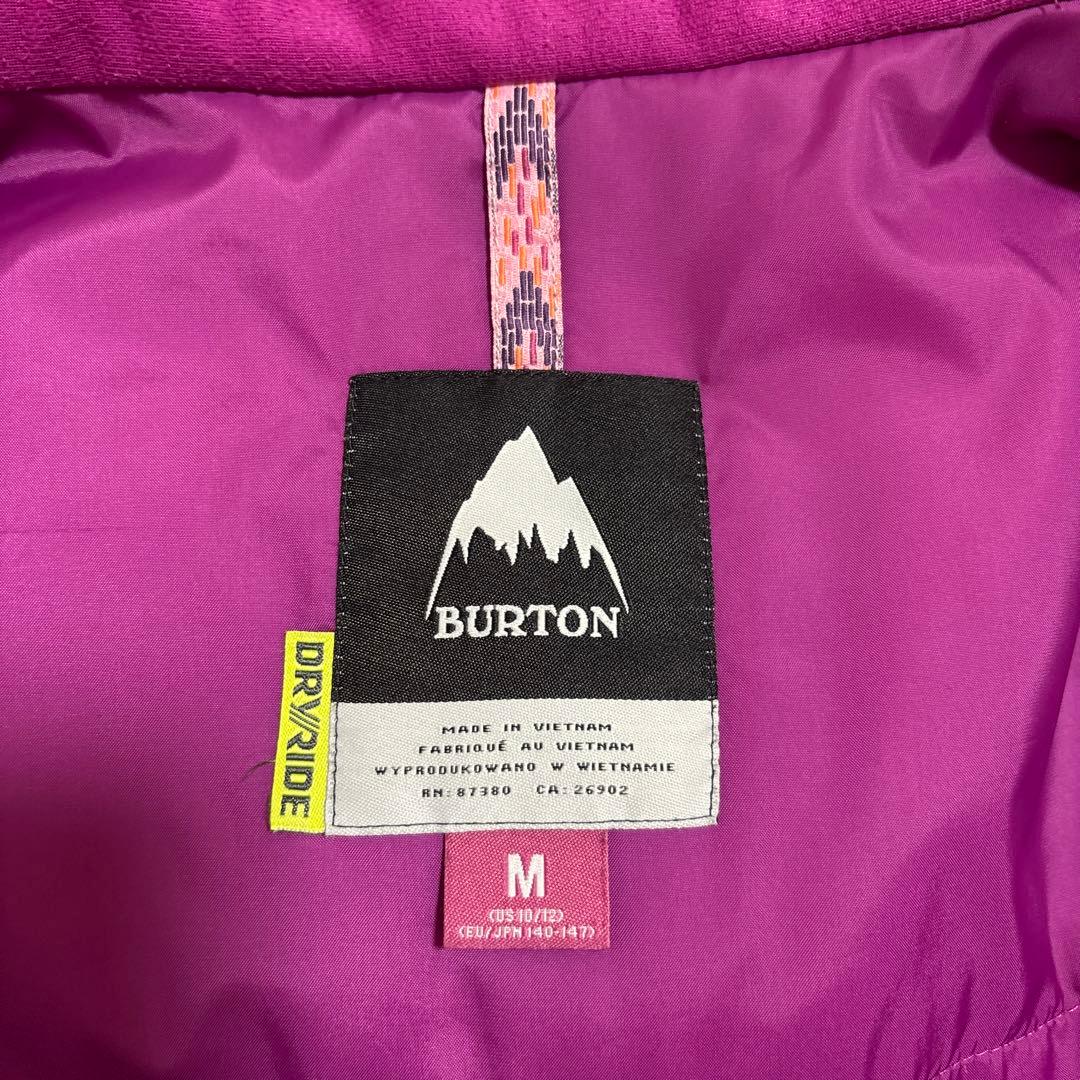 BURTON
DRY//RIDE
MADE IN VIETNAM
FABRIQUÉ AU VIETNAM
WYPRODUKOWANO W WIETNAMIE
RN: 87380 CA: 26902
M
(US 10/12)
(EU/JPN 140-147)